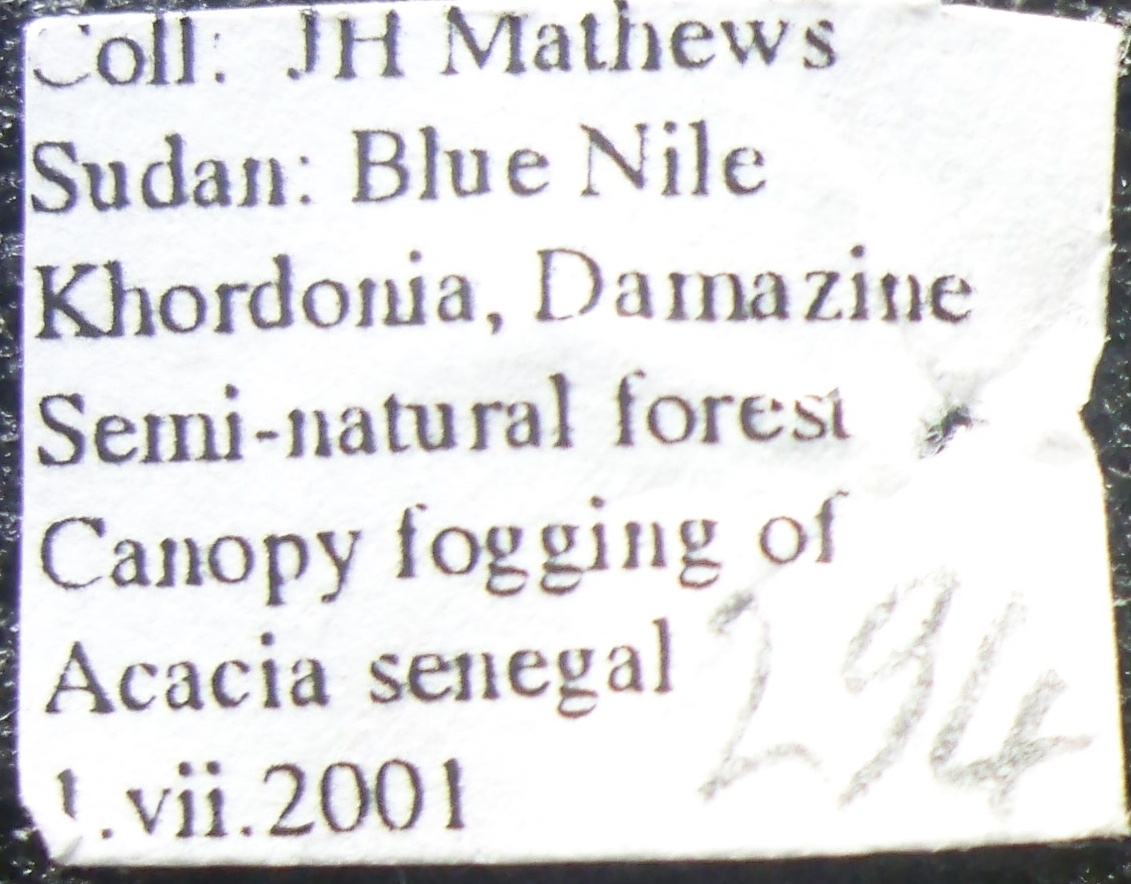 Coll: JH Mathews
Sudan: Blue Nile
Khordonia, Damazine
Semi-natural forest
Canopy fogging of
Acacia senegal
294
1.vii.2001